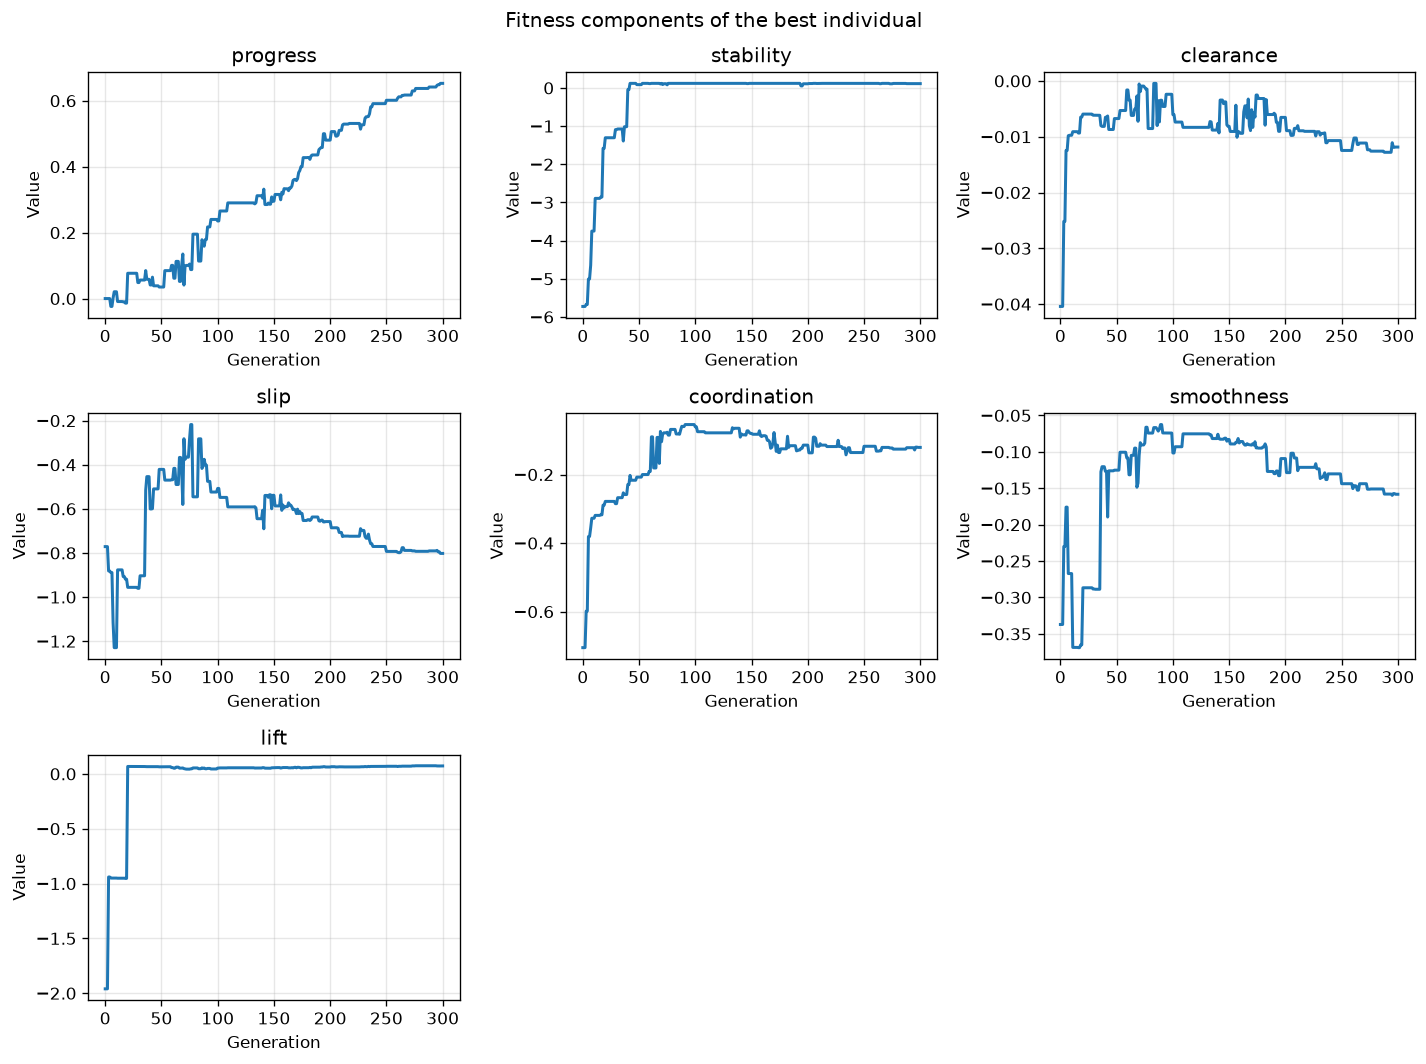 Fitness components of the best individual
progress
stability
clearance
0.6
0.4
0.2
0.0
Value
0 50 100 150 200 250 300
Generation
0
−1
−2
−3
−4
−5
−6
Value
0 50 100 150 200 250 300
Generation
0.00
−0.01
−0.02
−0.03
−0.04
Value
0 50 100 150 200 250 300
Generation
slip
coordination
smoothness
−0.2
−0.4
−0.6
−0.8
−1.0
−1.2
Value
0 50 100 150 200 250 300
Generation
−0.2
−0.4
−0.6
Value
0 50 100 150 200 250 300
Generation
−0.05
−0.10
−0.15
−0.20
−0.25
−0.30
−0.35
Value
0 50 100 150 200 250 300
Generation
lift
0.0
−0.5
−1.0
−1.5
−2.0
Value
0 50 100 150 200 250 300
Generation